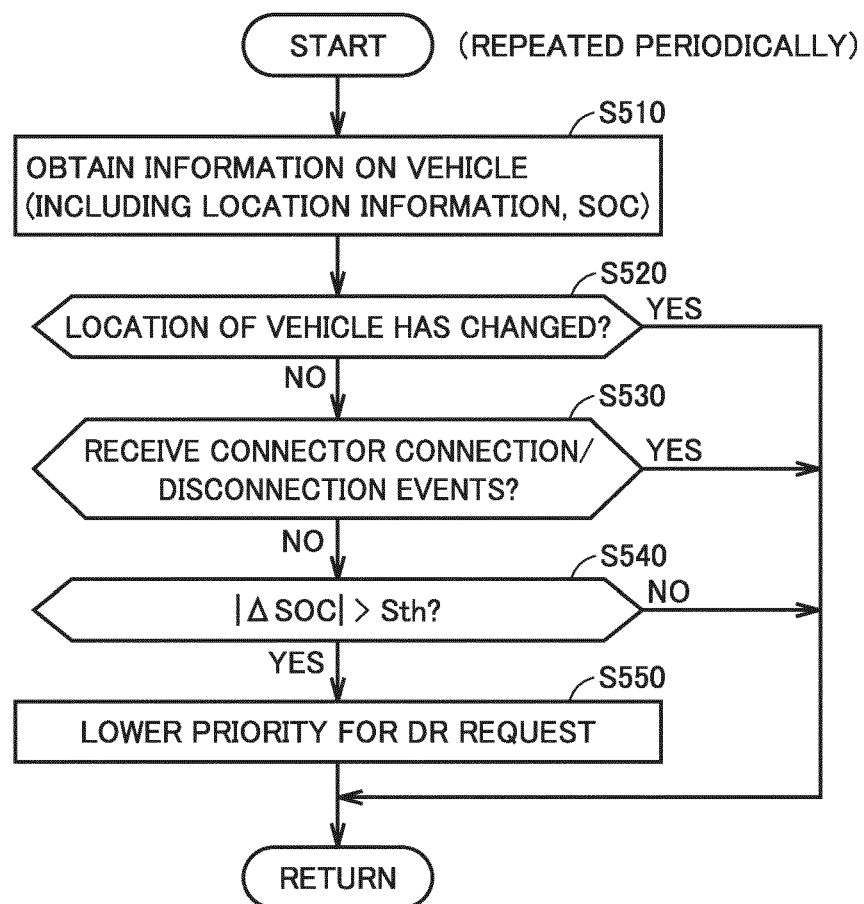 START
(REPEATED PERIODICALLY)
S510
OBTAIN INFORMATION ON VEHICLE
(INCLUDING LOCATION INFORMATION, SOC)
S520
LOCATION OF VEHICLE HAS CHANGED?
YES
NO
S530
RECEIVE CONNECTOR CONNECTION/
DISCONNECTION EVENTS?
YES
NO
S540
|Δ SOC| > Sth?
NO
YES
S550
LOWER PRIORITY FOR DR REQUEST
RETURN